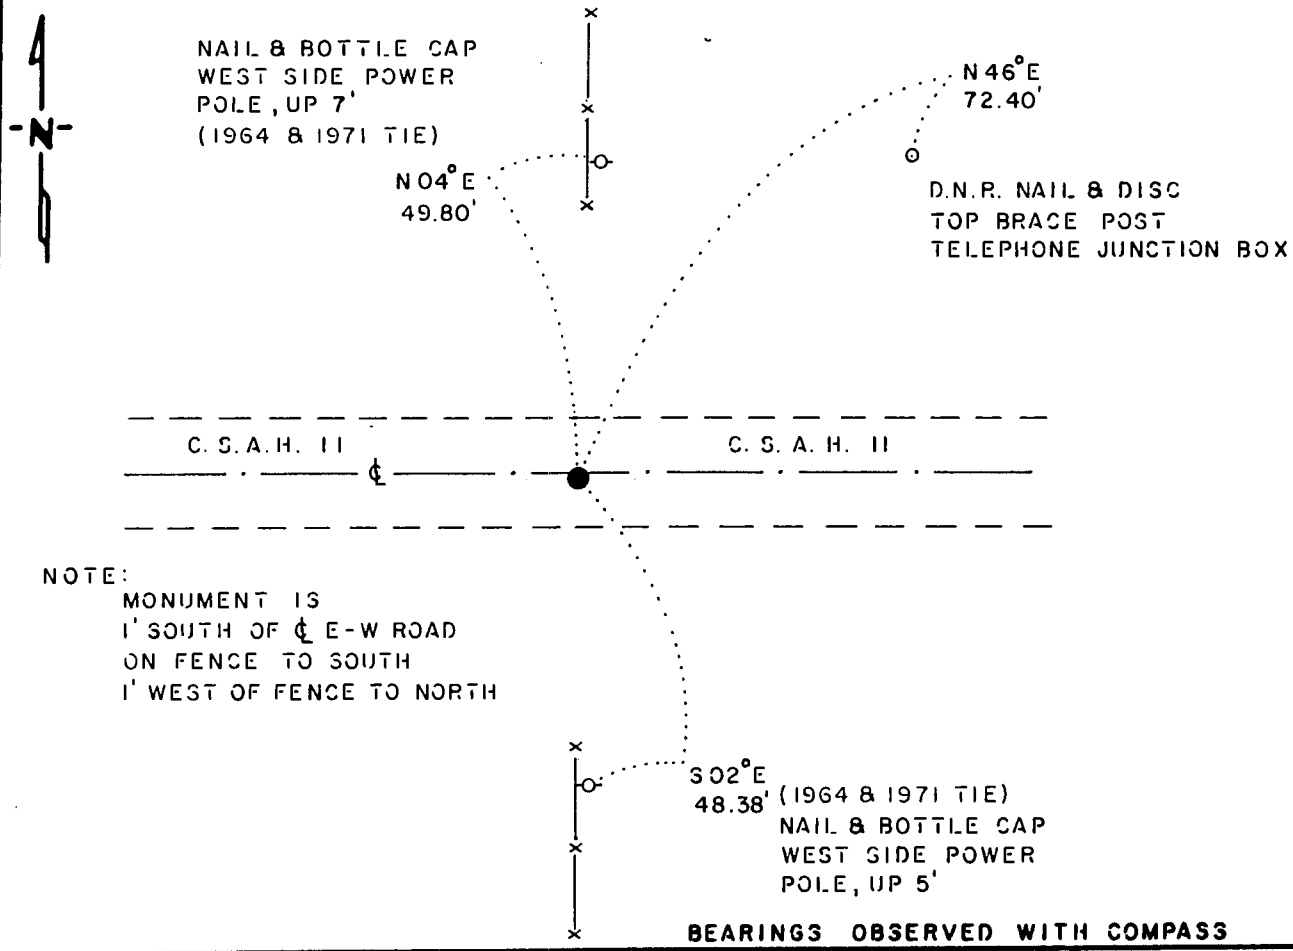 NAIL & BOTTLE CAP
WEST SIDE POWER
POLE, UP 7'
(1964 & 1971 TIE)
-N-
N 04° E
49.80'
N 46° E
72.40'
D.N.R. NAIL & DISC
TOP BRACE POST
TELEPHONE JUNCTION BOX
C. S. A. H. 11
C. S. A. H. 11
℄
NOTE:
MONUMENT IS
1' SOUTH OF ℄ E-W ROAD
ON FENCE TO SOUTH
1' WEST OF FENCE TO NORTH
S 02° E
48.38'
(1964 & 1971 TIE)
NAIL & BOTTLE CAP
WEST SIDE POWER
POLE, UP 5'
BEARINGS OBSERVED WITH COMPASS